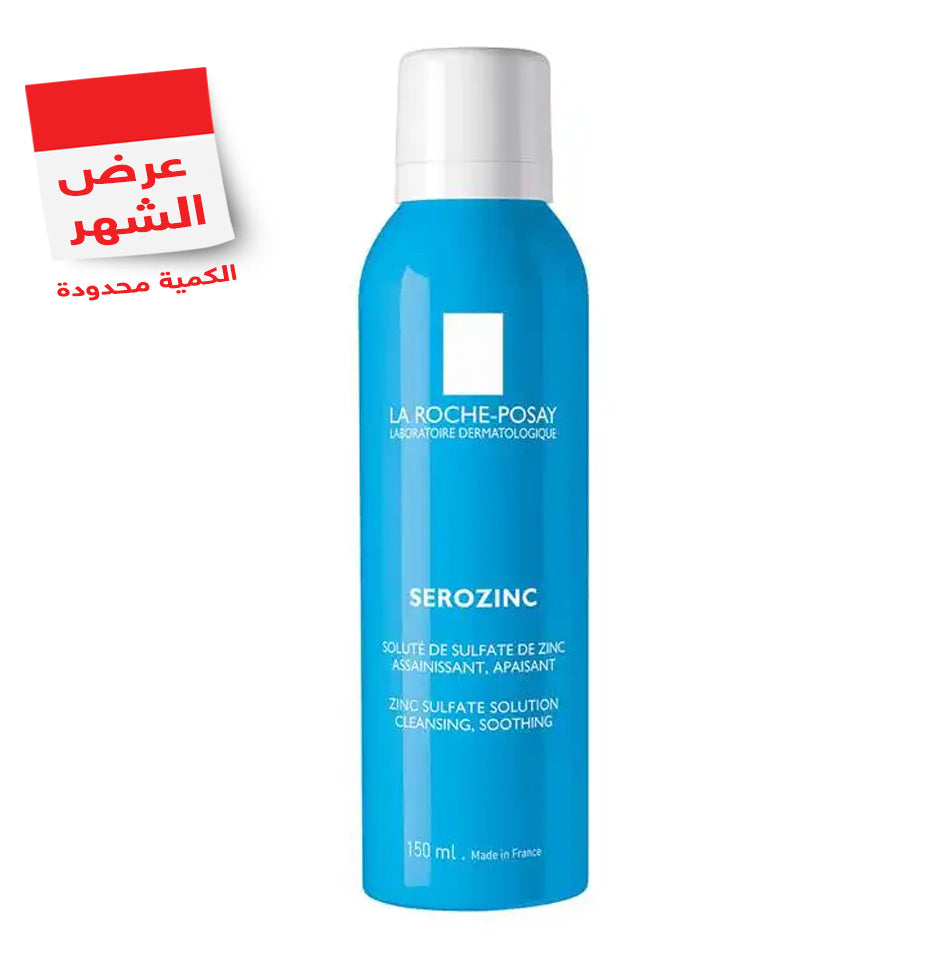 عرض
الشهر
الكمية محدودة
LA ROCHE-POSAY
LABORATOIRE DERMATOLOGIQUE
SEROZINC
SOLUTÉ DE SULFATE DE ZINC
ASSAINISSANT, APAISANT
ZINC SULFATE SOLUTION
CLEANSING, SOOTHING
150 ml. Made in France